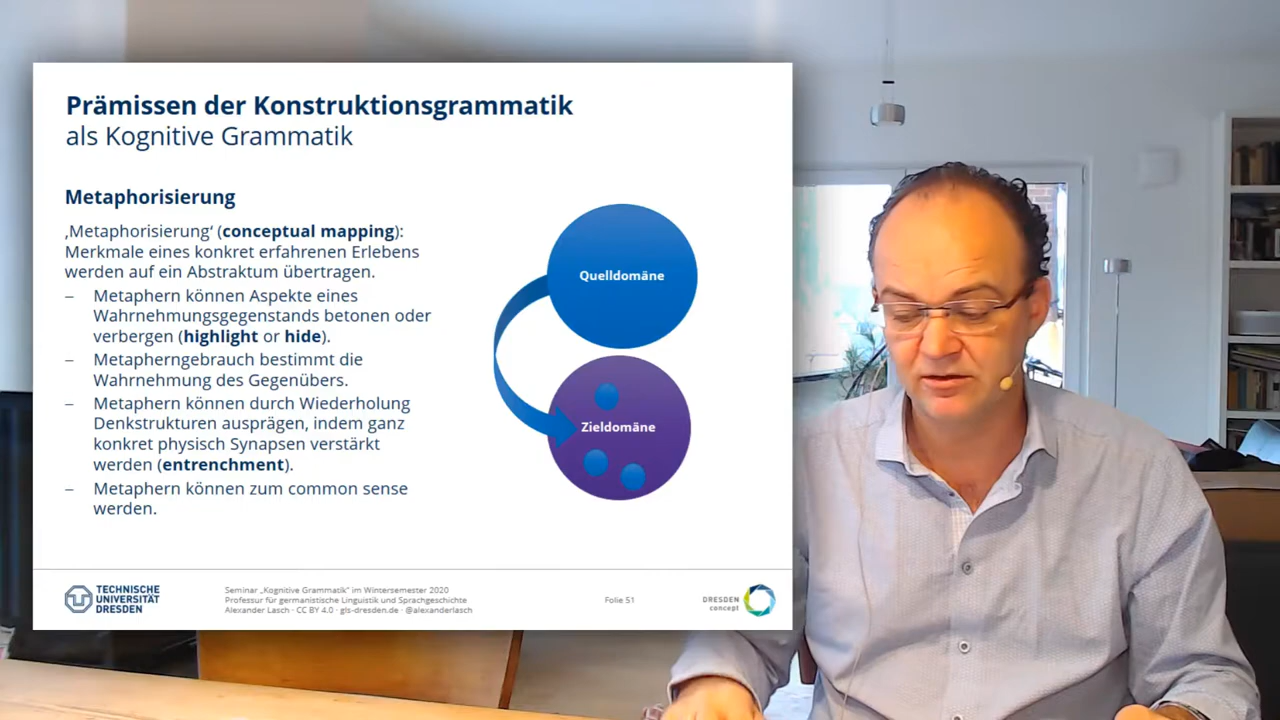 Prämissen der Konstruktionsgrammatik
als Kognitive Grammatik
Metaphorisierung
‚Metaphorisierung‘ (conceptual mapping):
Merkmale eines konkret erfahrenen Erlebens
werden auf ein Abstraktum übertragen.
– Metaphern können Aspekte eines
Wahrnehmungsgegenstands betonen oder
verbergen (highlight or hide).
– Metapherngebrauch bestimmt die
Wahrnehmung des Gegenübers.
– Metaphern können durch Wiederholung
Denkstrukturen ausprägen, indem ganz
konkret physisch Synapsen verstärkt
werden (entrenchment).
– Metaphern können zum common sense
werden.
Quelldomäne
Zieldomäne
TECHNISCHE
UNIVERSITÄT
DRESDEN
Seminar „Kognitive Grammatik“ im Wintersemester 2020
Professur für germanistische Linguistik und Sprachgeschichte
Alexander Lasch · CC BY 4.0 · gls-dresden.de · @alexanderlasch
Folie 51
DRESDEN
concept